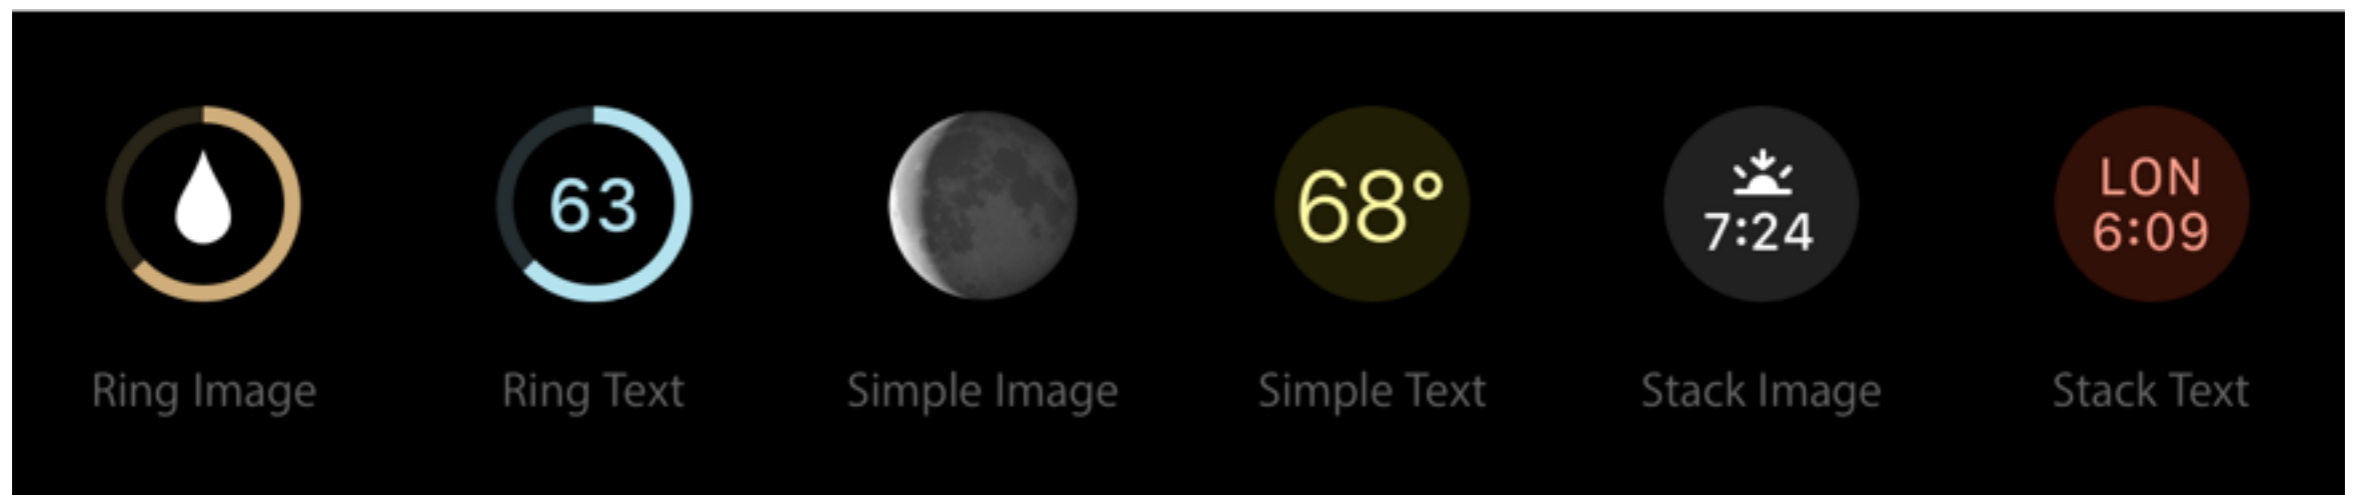 63
68°
7:24
LON
6:09
Ring Image
Ring Text
Simple Image
Simple Text
Stack Image
Stack Text